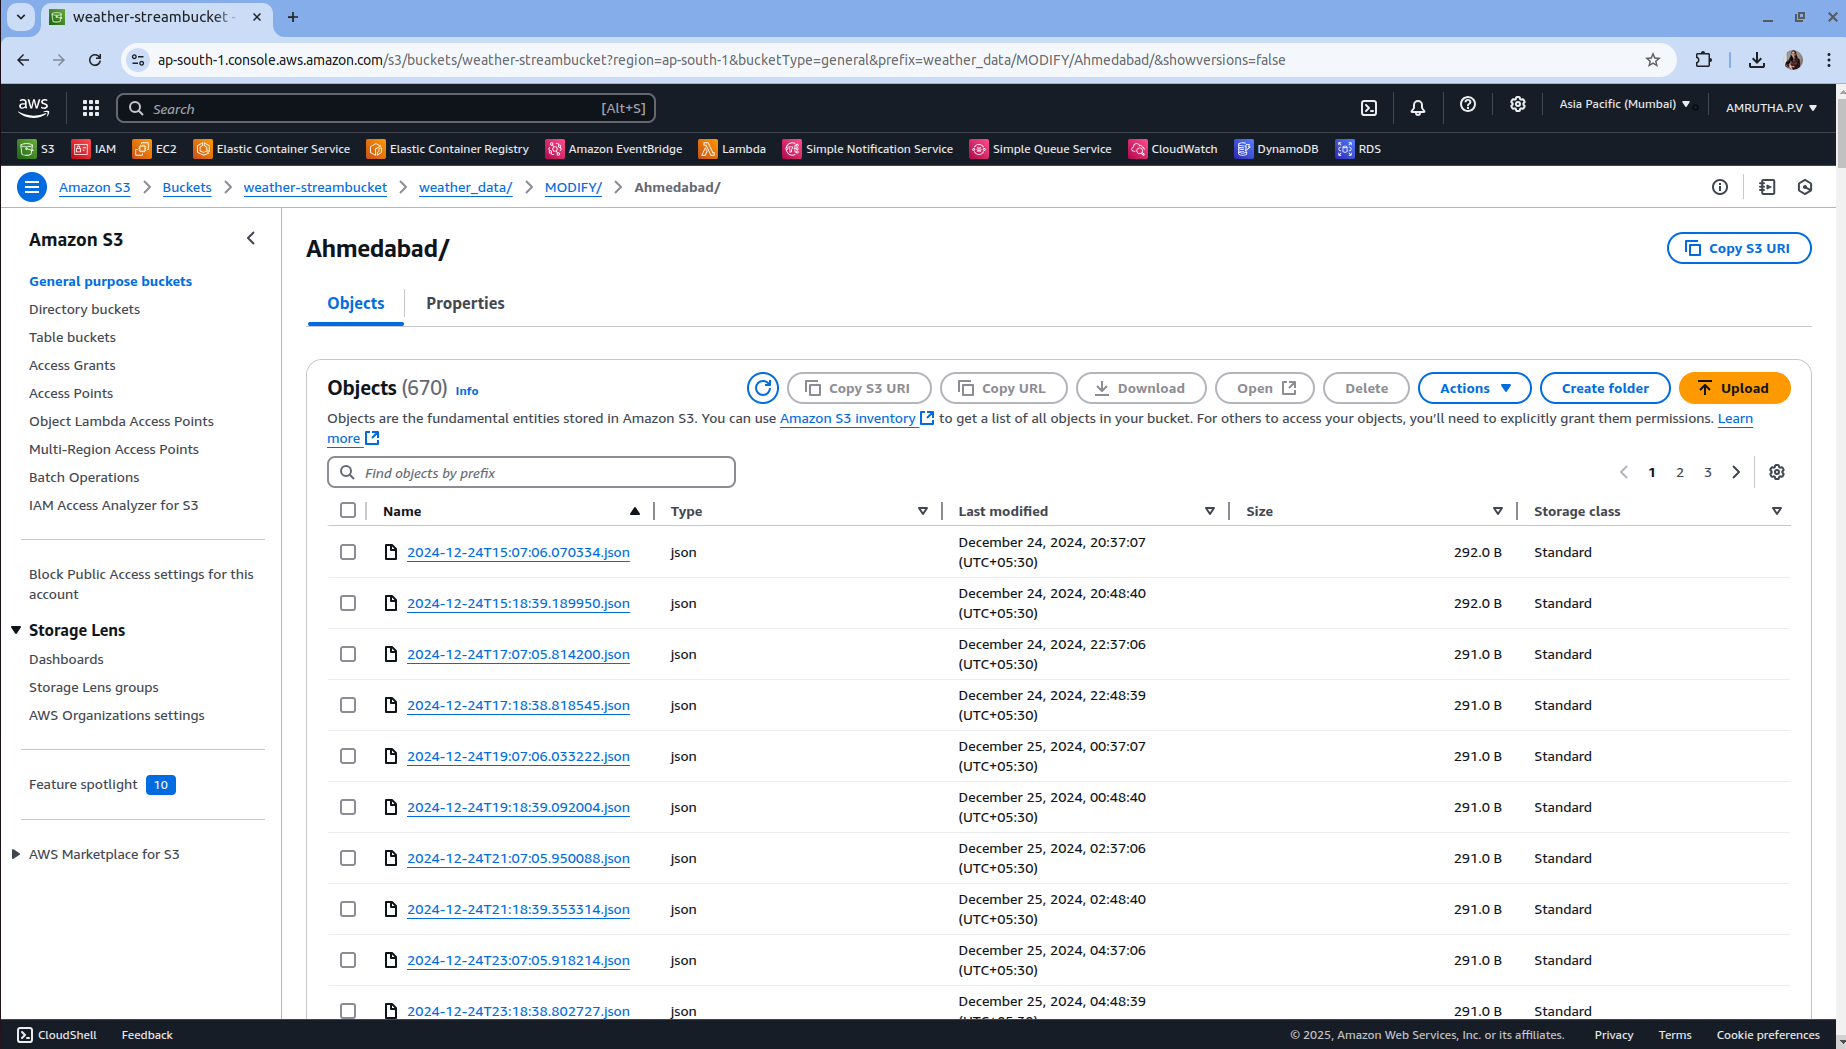 weather-streambucket -
ap-south-1.console.aws.amazon.com/s3/buckets/weather-streambucket?region=ap-south-1&bucketType=general&prefix=weather_data/MODIFY/Ahmedabad/&showversions=false
aws
Search [Alt+S]
Asia Pacific (Mumbai)
AMRUTHA.P.V
S3 IAM EC2 Elastic Container Service Elastic Container Registry Amazon EventBridge Lambda Simple Notification Service Simple Queue Service CloudWatch DynamoDB RDS
Amazon S3 > Buckets > weather-streambucket > weather_data/ > MODIFY/ > Ahmedabad/
Amazon S3
General purpose buckets
Directory buckets
Table buckets
Access Grants
Access Points
Object Lambda Access Points
Multi-Region Access Points
Batch Operations
IAM Access Analyzer for S3
Block Public Access settings for this
account
Storage Lens
Dashboards
Storage Lens groups
AWS Organizations settings
Feature spotlight 10
AWS Marketplace for S3
Ahmedabad/
Copy S3 URI
Objects Properties
Objects (670) Info
Copy S3 URI Copy URL Download Open Delete Actions Create folder Upload
Objects are the fundamental entities stored in Amazon S3. You can use Amazon S3 inventory to get a list of all objects in your bucket. For others to access your objects, you'll need to explicitly grant them permissions. Learn
more
Find objects by prefix
1 2 3
Name Type Last modified Size Storage class
2024-12-24T15:07:06.070334.json json December 24, 2024, 20:37:07 292.0 B Standard
(UTC+05:30)
2024-12-24T15:18:39.189950.json json December 24, 2024, 20:48:40 292.0 B Standard
(UTC+05:30)
2024-12-24T17:07:05.814200.json json December 24, 2024, 22:37:06 291.0 B Standard
(UTC+05:30)
2024-12-24T17:18:38.818545.json json December 24, 2024, 22:48:39 291.0 B Standard
(UTC+05:30)
2024-12-24T19:07:06.033222.json json December 25, 2024, 00:37:07 291.0 B Standard
(UTC+05:30)
2024-12-24T19:18:39.092004.json json December 25, 2024, 00:48:40 291.0 B Standard
(UTC+05:30)
2024-12-24T21:07:05.950088.json json December 25, 2024, 02:37:06 291.0 B Standard
(UTC+05:30)
2024-12-24T21:18:39.353314.json json December 25, 2024, 02:48:40 291.0 B Standard
(UTC+05:30)
2024-12-24T23:07:05.918214.json json December 25, 2024, 04:37:06 291.0 B Standard
(UTC+05:30)
2024-12-24T23:18:38.802727.json json December 25, 2024, 04:48:39 291.0 B Standard
CloudShell Feedback © 2025, Amazon Web Services, Inc. or its affiliates. Privacy Terms Cookie preferences